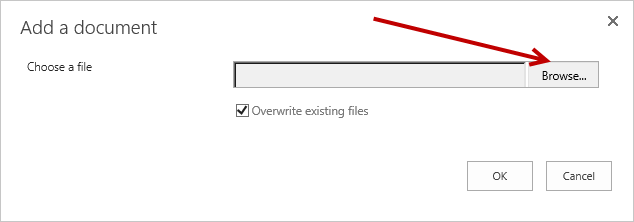 Add a document
Choose a file
Browse...
Overwrite existing files
OK
Cancel